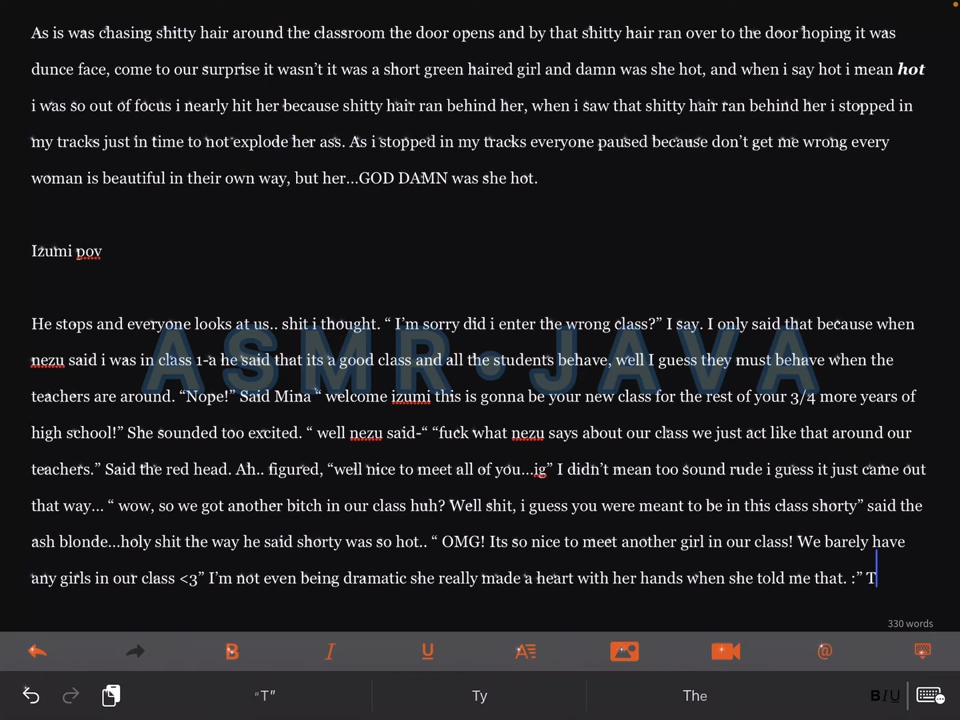 As is was chasing shitty hair around the classroom the door opens and by that shitty hair ran over to the door hoping it was
dunce face, come to our surprise it wasn't it was a short green haired girl and damn was she hot, and when i say hot i mean hot
i was so out of focus i nearly hit her because shitty hair ran behind her, when i saw that shitty hair ran behind her i stopped in
my tracks just in time to not explode her ass. As i stopped in my tracks everyone paused because don't get me wrong every
woman is beautiful in their own way, but her...GOD DAMN was she hot.
Izumi pov
He stops and everyone looks at us.. shit i thought. “ I'm sorry did i enter the wrong class?” I say. I only said that because when
nezu said i was in class 1-a he said that its a good class and all the students behave, well I guess they must behave when the
teachers are around. “Nope!” Said Mina “ welcome izumi this is gonna be your new class for the rest of your 3/4 more years of
high school!” She sounded too excited. “ well nezu said-“ “fuck what nezu says about our class we just act like that around our
teachers.” Said the red head. Ah.. figured, “well nice to meet all of you...ig” I didn't mean too sound rude i guess it just came out
that way... “ wow, so we got another bitch in our class huh? Well shit, i guess you were meant to be in this class shorty” said the
ash blonde...holy shit the way he said shorty was so hot.. “ OMG! Its so nice to meet another girl in our class! We barely have
any girls in our class <3” I'm not even being dramatic she really made a heart with her hands when she told me that. :” T
ASMR•JAVA
330 words
B I U A @
“T” Ty The B I U